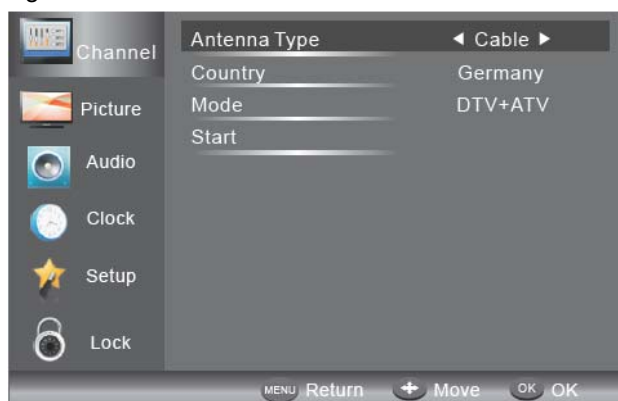 Channel
Picture
Audio
Clock
Setup
Lock
Antenna Type Cable
Country Germany
Mode DTV+ATV
Start
MENU Return Move OK OK